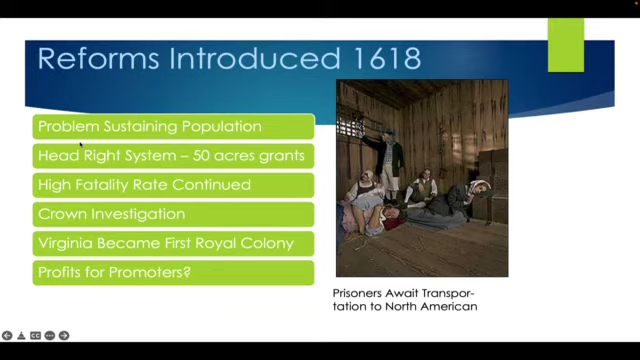 Reforms Introduced 1618
Problem Sustaining Population
Head Right System – 50 acres grants
High Fatality Rate Continued
Crown Investigation
Virginia Became First Royal Colony
Profits for Promoters?
Prisoners Await Transpor-
tation to North American
CC